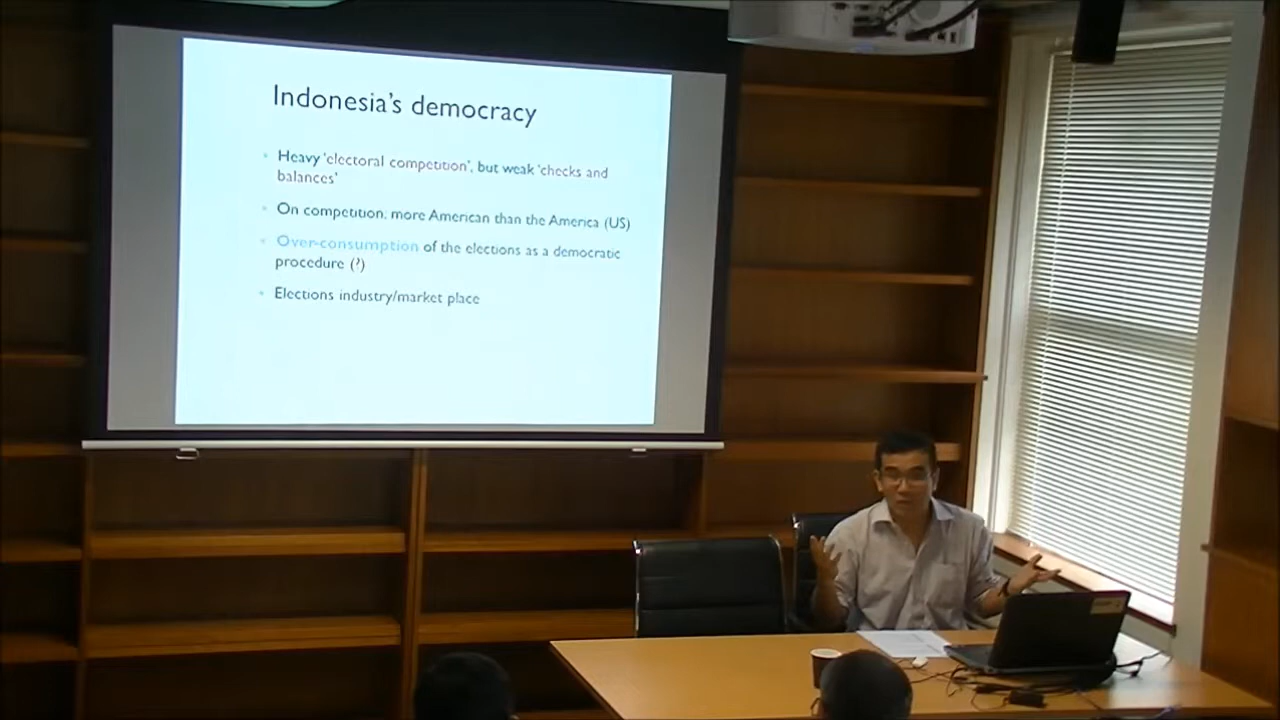 Indonesia's democracy
Heavy 'electoral competition', but weak 'checks and
balances'
On competition: more American than the America (US)
Over-consumption of the elections as a democratic
procedure (?)
Elections industry/market place